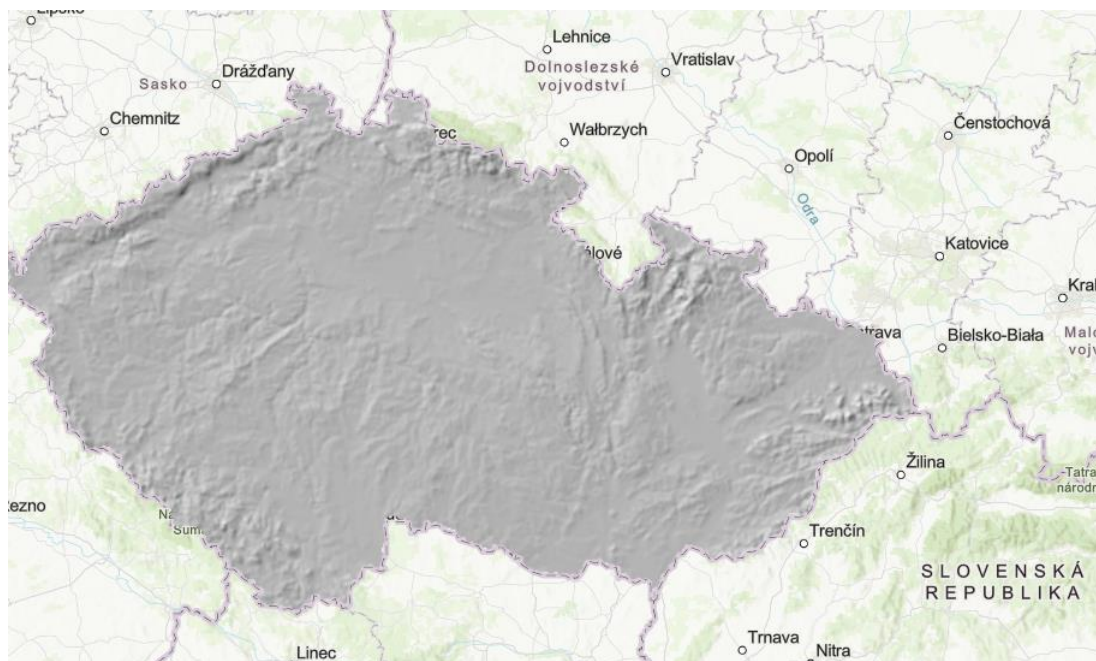 Lipsko
Lehnice
Vratislav
Drážďany
Sasko
Dolnoslezské
vojvodství
Chemnitz
Wałbrzych
Čenstochová
Opolí
Odra
Katovice
Bielsko-Biała
Žilina
Trenčín
SLOVENSKÁ
REPUBLIKA
Trnava
Nitra
Linec